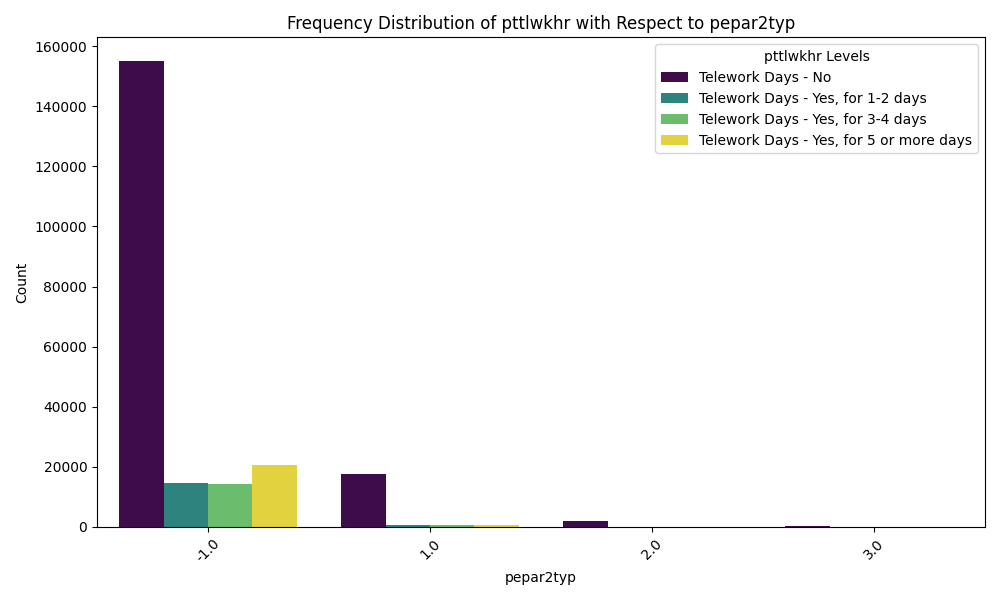 Frequency Distribution of pttlwkhr with Respect to pepar2typ
pttlwkhr Levels
Telework Days - No
Telework Days - Yes, for 1-2 days
Telework Days - Yes, for 3-4 days
Telework Days - Yes, for 5 or more days
Count
160000
140000
120000
100000
80000
60000
40000
20000
0
-1.0
1.0
2.0
3.0
pepar2typ